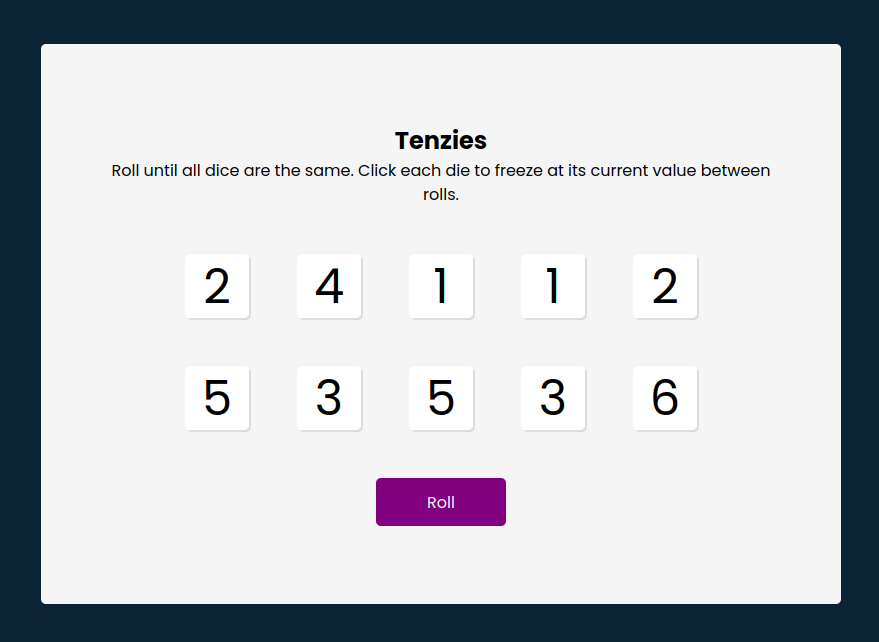 Tenzies
Roll until all dice are the same. Click each die to freeze at its current value between
rolls.
2 4 1 1 2
5 3 5 3 6
Roll